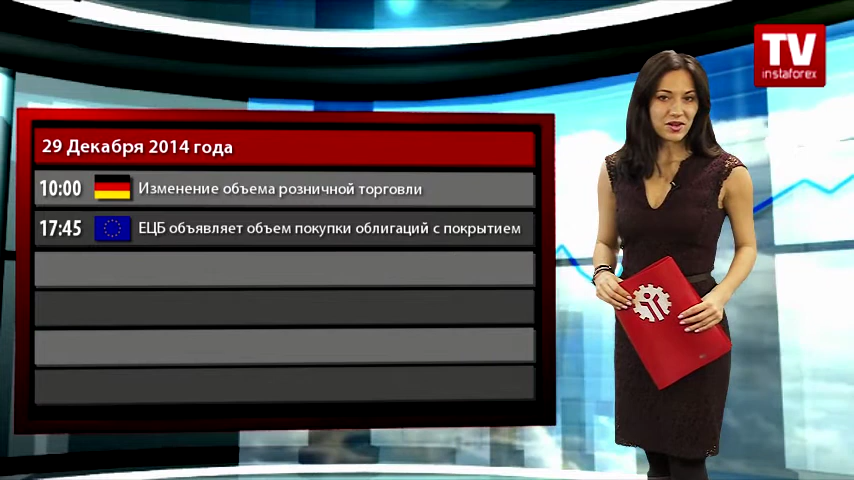 TV
instaforex
29 Декабря 2014 года
10:00 Изменение объема розничной торговли
17:45 ЕЦБ объявляет объем покупки облигаций с покрытием